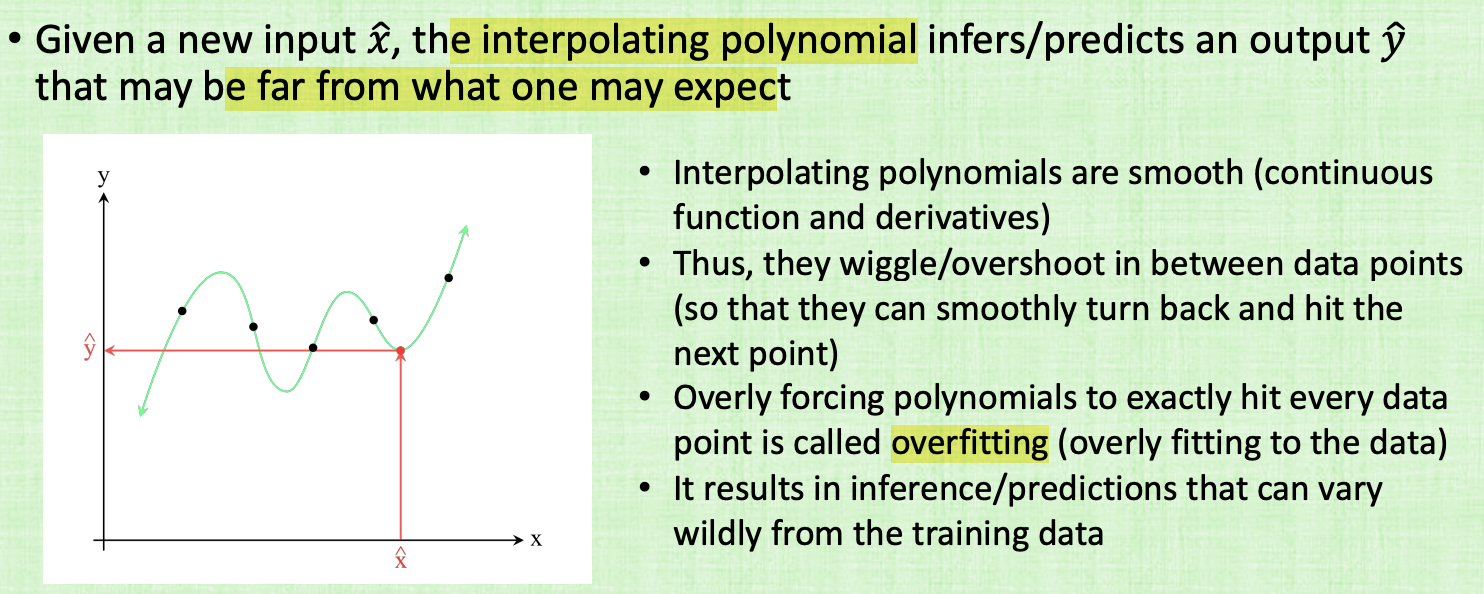 • Given a new input x̂, the interpolating polynomial infers/predicts an output ŷ
that may be far from what one may expect
y
ŷ
x
x̂
• Interpolating polynomials are smooth (continuous
function and derivatives)
• Thus, they wiggle/overshoot in between data points
(so that they can smoothly turn back and hit the
next point)
• Overly forcing polynomials to exactly hit every data
point is called overfitting (overly fitting to the data)
• It results in inference/predictions that can vary
wildly from the training data